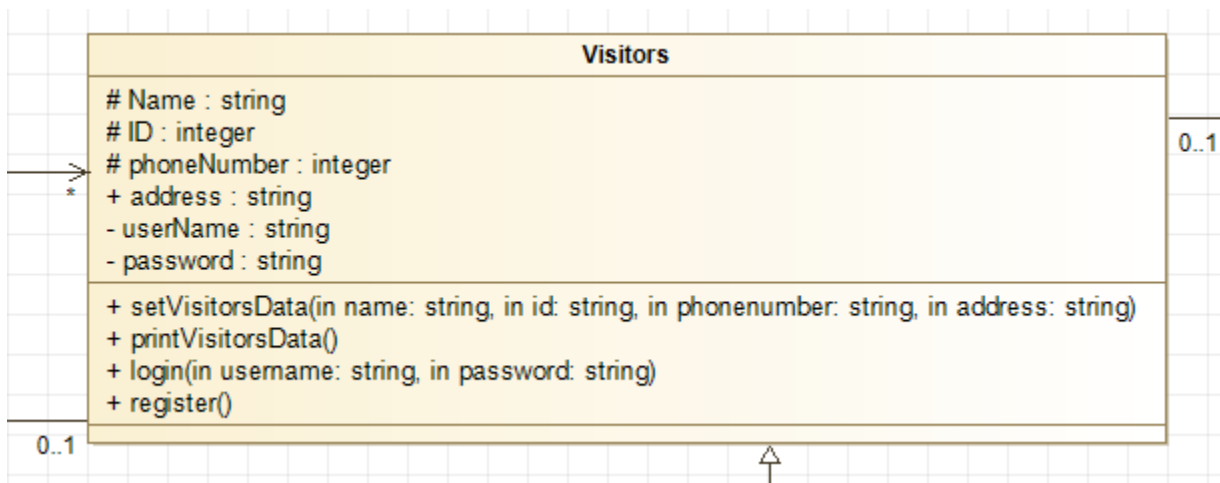 Visitors
# Name : string
# ID : integer
# phoneNumber : integer
+ address : string
- userName : string
- password : string
+ setVisitorsData(in name: string, in id: string, in phonenumber: string, in address: string)
+ printVisitorsData()
+ login(in username: string, in password: string)
+ register()
*
0..1
0..1